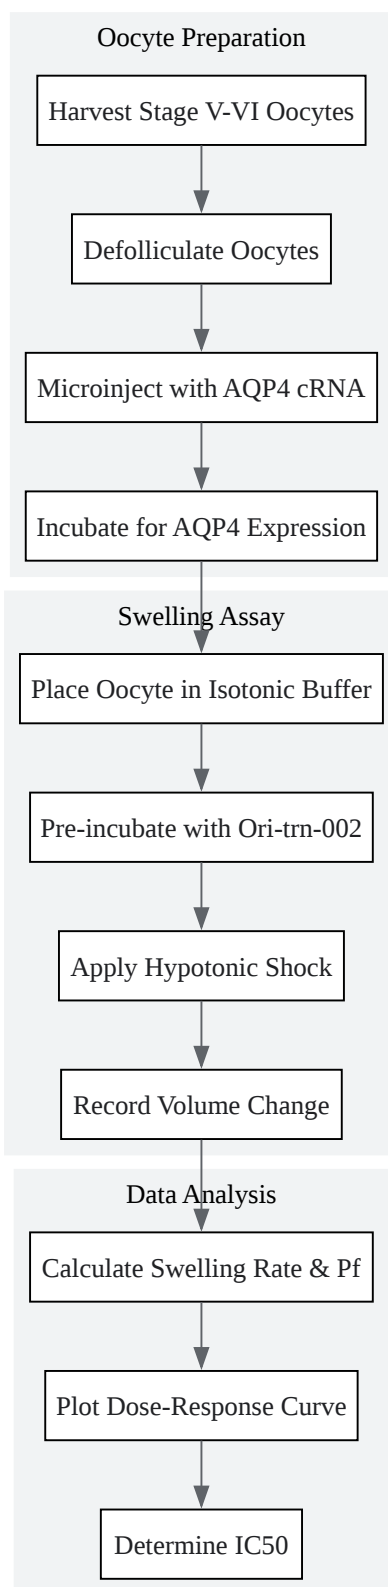 Oocyte Preparation
Harvest Stage V-VI Oocytes
Defolliculate Oocytes
Microinject with AQP4 cRNA
Incubate for AQP4 Expression
Swelling Assay
Place Oocyte in Isotonic Buffer
Pre-incubate with Ori-trn-002
Apply Hypotonic Shock
Record Volume Change
Data Analysis
Calculate Swelling Rate & Pf
Plot Dose-Response Curve
Determine IC50